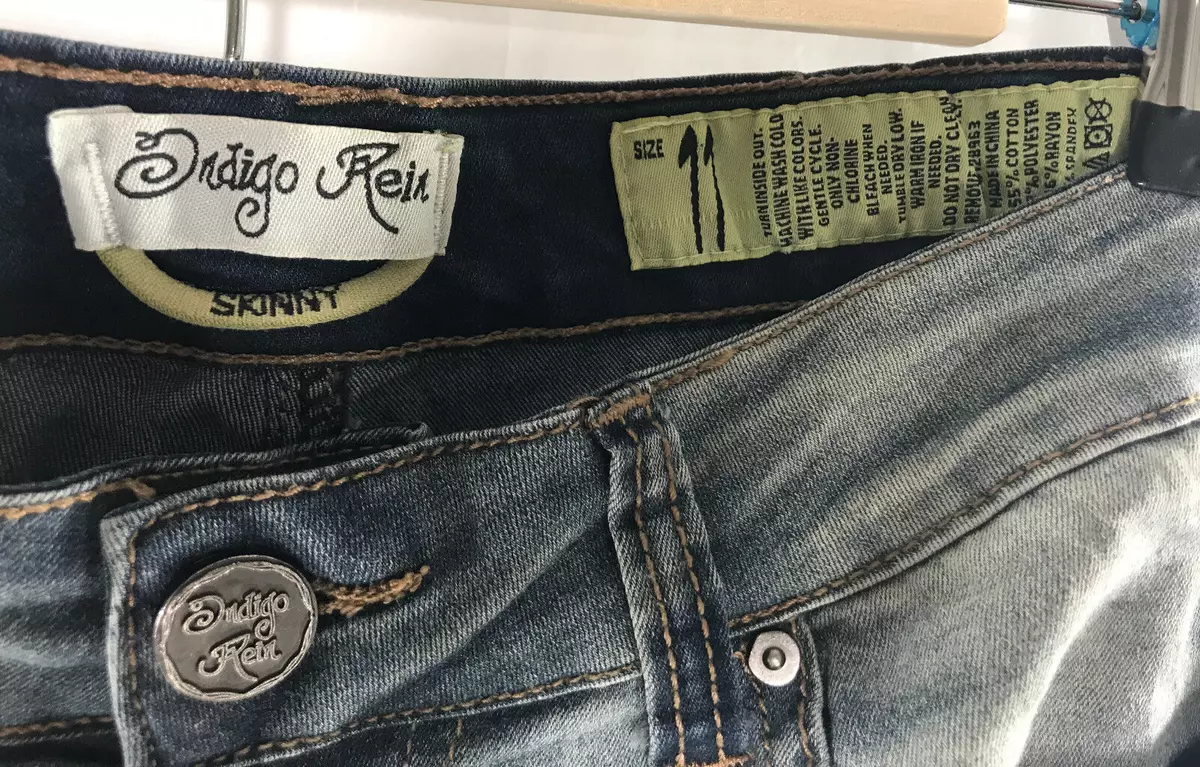 Indigo Rein
SKINNY
SIZE
11
TURN INSIDE OUT.
MACHINE WASH COLD
WITH LIKE COLORS.
GENTLE CYCLE.
ONLY NON-
CHLORINE
BLEACH WHEN
NEEDED.
TUMBLE DRY LOW.
WARM IRON IF
NEEDED.
DO NOT DRY CLEAN
MADE IN CHINA
55% COTTON
% POLYESTER
% RAYON
% SPANDEX
Indigo
Rein